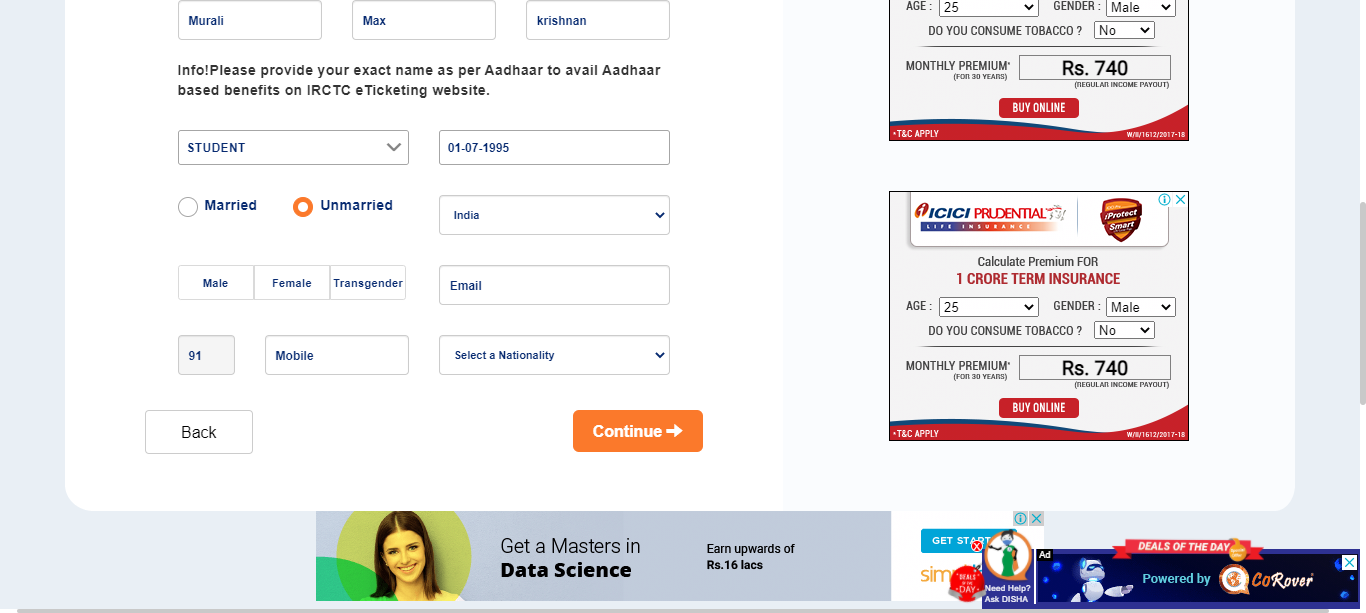 Murali Max krishnan
Info!Please provide your exact name as per Aadhaar to avail Aadhaar
based benefits on IRCTC eTicketing website.
STUDENT 01-07-1995
Married Unmarried India
Male Female Transgender Email
91 Mobile Select a Nationality
Back Continue
AGE : 25 GENDER : Male
DO YOU CONSUME TOBACCO ? No
MONTHLY PREMIUM* Rs. 740
(FOR 30 YEARS) (REGULAR INCOME PAYOUT)
BUY ONLINE
*T&C APPLY W/II/1612/2017-18
ICICI PRUDENTIAL
LIFE INSURANCE
iProtect
Smart
Calculate Premium FOR
1 CRORE TERM INSURANCE
AGE : 25 GENDER : Male
DO YOU CONSUME TOBACCO ? No
MONTHLY PREMIUM* Rs. 740
(FOR 30 YEARS) (REGULAR INCOME PAYOUT)
BUY ONLINE
*T&C APPLY W/II/1612/2017-18
Get a Masters in
Data Science
Earn upwards of
Rs.16 lacs
GET START
sim
DEALS
OF THE
DAY
Need Help?
Ask DISHA
Ad
DEALS OF THE DAY
Powered by CoRover